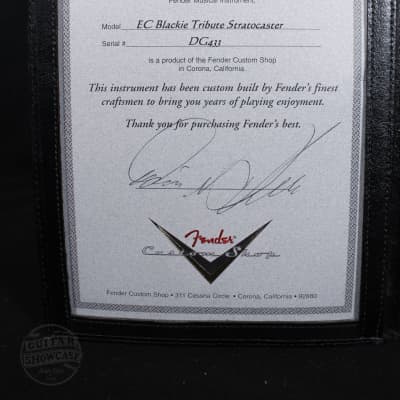 Fender Musical Instrument,
Model EC Blackie Tribute Stratocaster
Serial # DG431
is a product of the Fender Custom Shop
in Corona, California.
This instrument has been custom built by Fender's finest
craftsmen to bring you years of playing enjoyment.
Thank you for purchasing Fender's best.
Fender
Custom Shop
Fender Custom Shop • 311 Cessna Circle • Corona, California • 92880
GUITAR
SHOWCASE